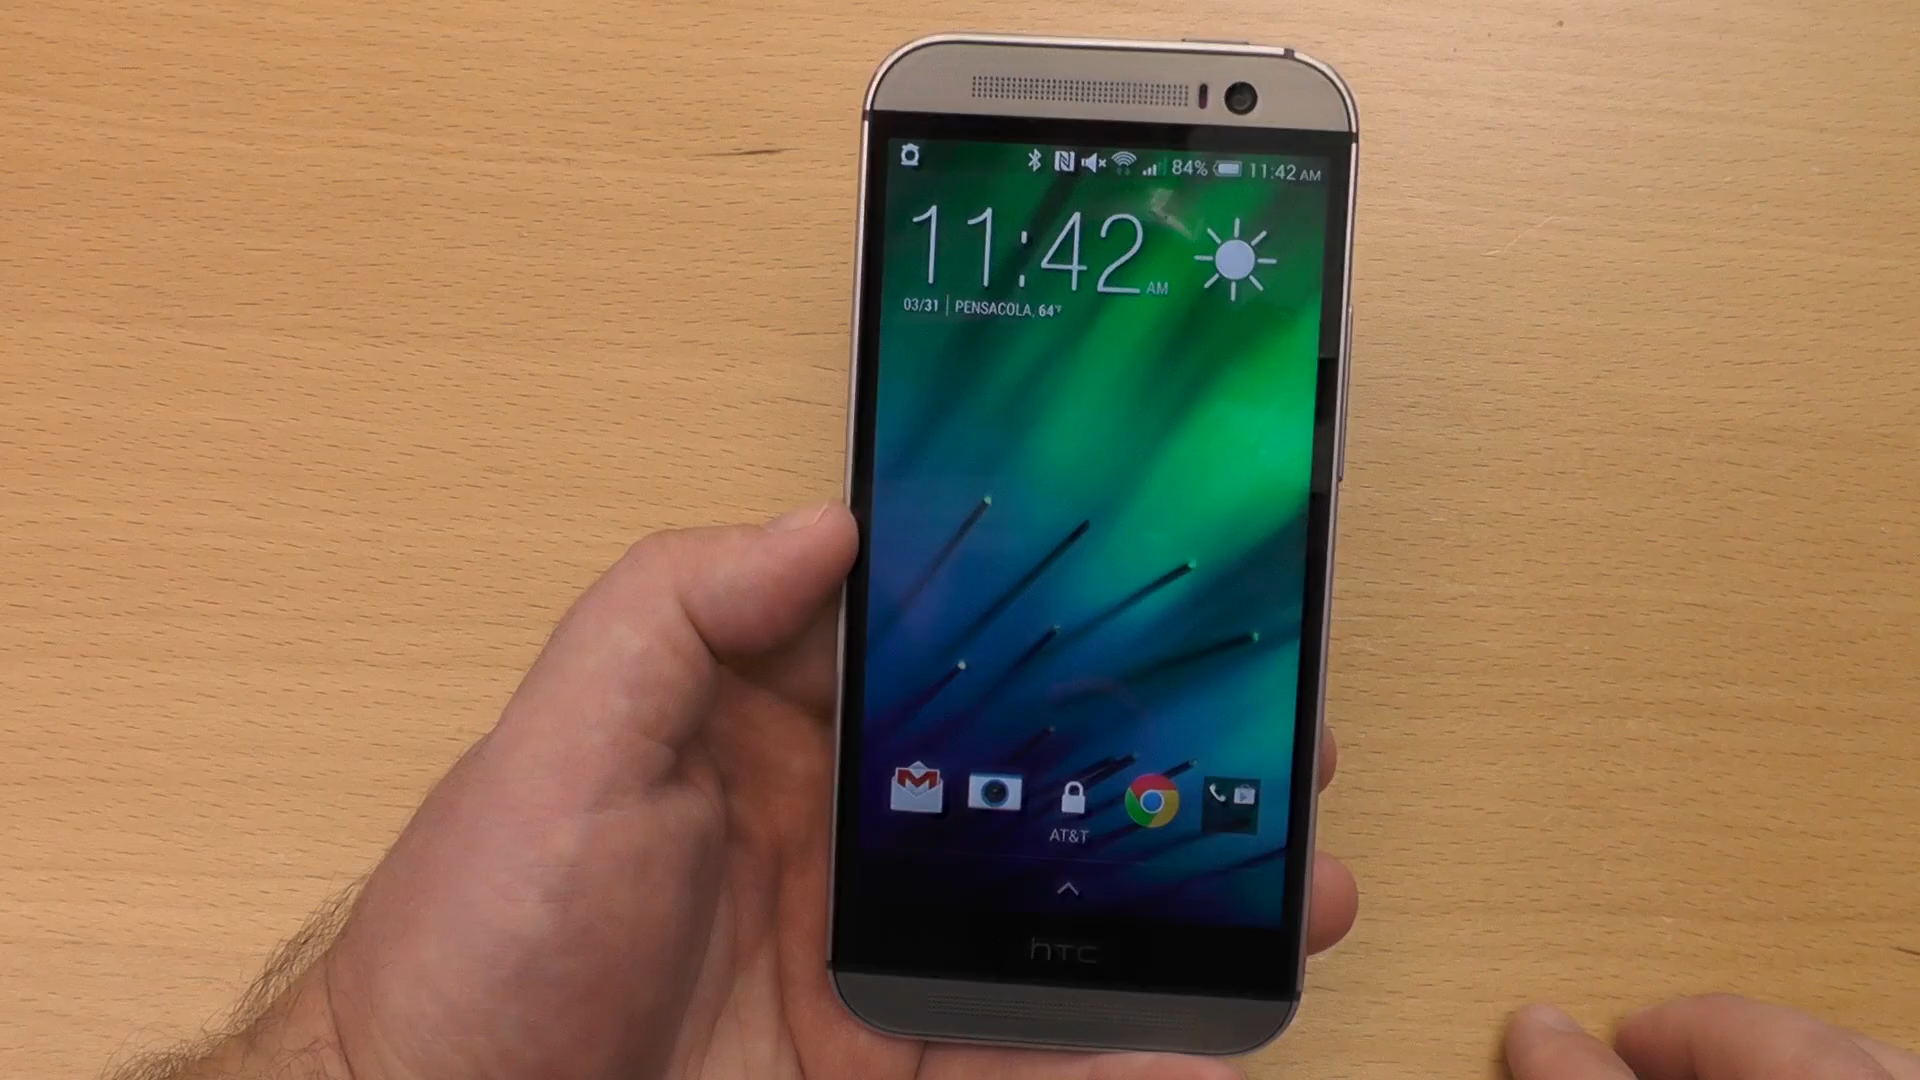 84% 11:42 AM
11:42 AM
03/31 | PENSACOLA, 64°F
AT&T
hTC